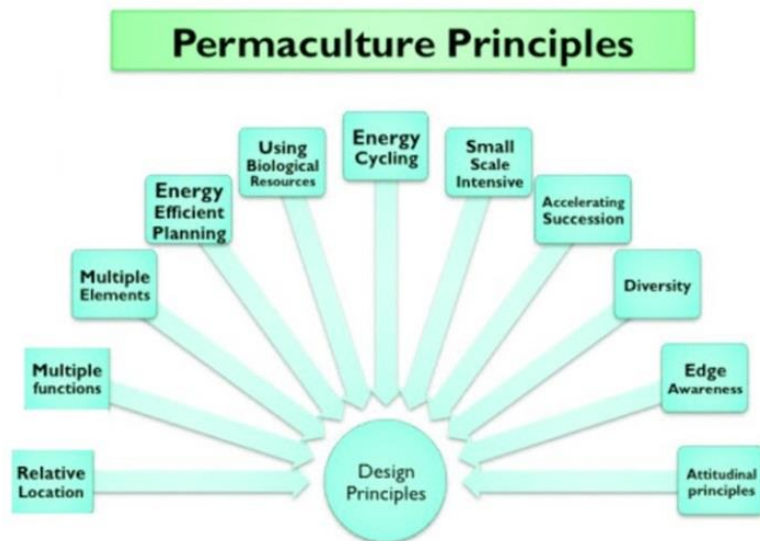 Permaculture Principles
Relative
Location
Multiple
functions
Multiple
Elements
Energy
Efficient
Planning
Using
Biological
Resources
Energy
Cycling
Small
Scale
Intensive
Accelerating
Succession
Diversity
Edge
Awareness
Attitudinal
principles
Design
Principles